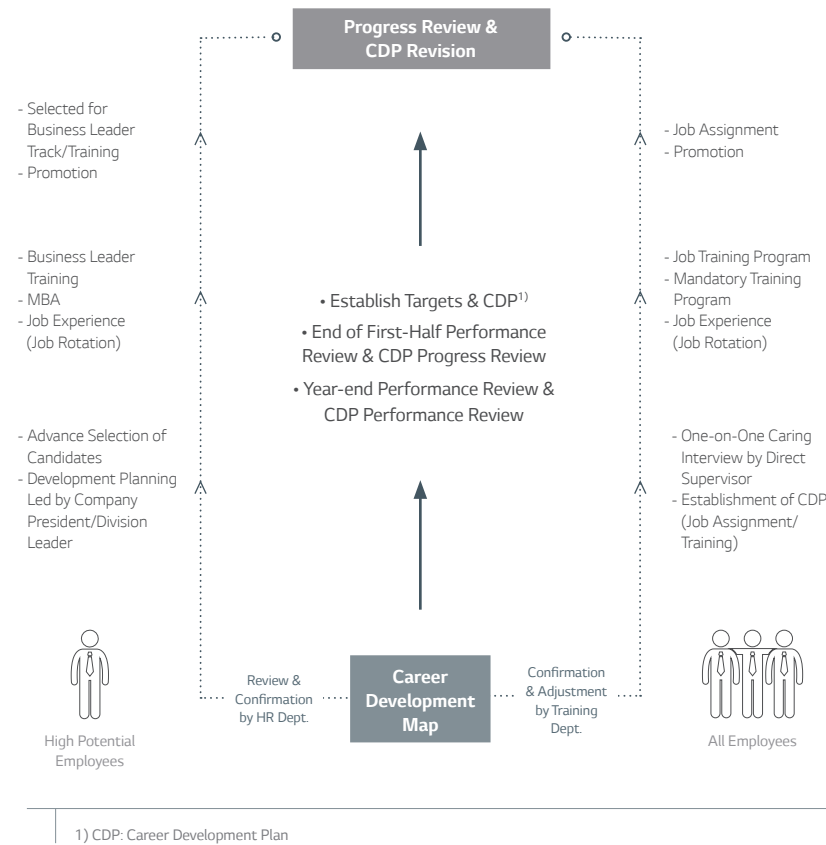 Progress Review &
CDP Revision
- Selected for
Business Leader
Track/Training
- Promotion
- Job Assignment
- Promotion
- Business Leader
Training
- MBA
- Job Experience
(Job Rotation)
• Establish Targets & CDP1)
• End of First-Half Performance
Review & CDP Progress Review
• Year-end Performance Review &
CDP Performance Review
- Job Training Program
- Mandatory Training
Program
- Job Experience
(Job Rotation)
- Advance Selection of
Candidates
- Development Planning
Led by Company
President/Division
Leader
- One-on-One Caring
Interview by Direct
Supervisor
- Establishment of CDP
(Job Assignment/
Training)
High Potential
Employees
Review &
Confirmation
by HR Dept.
Career
Development
Map
Confirmation
& Adjustment
by Training
Dept.
All Employees
1) CDP: Career Development Plan